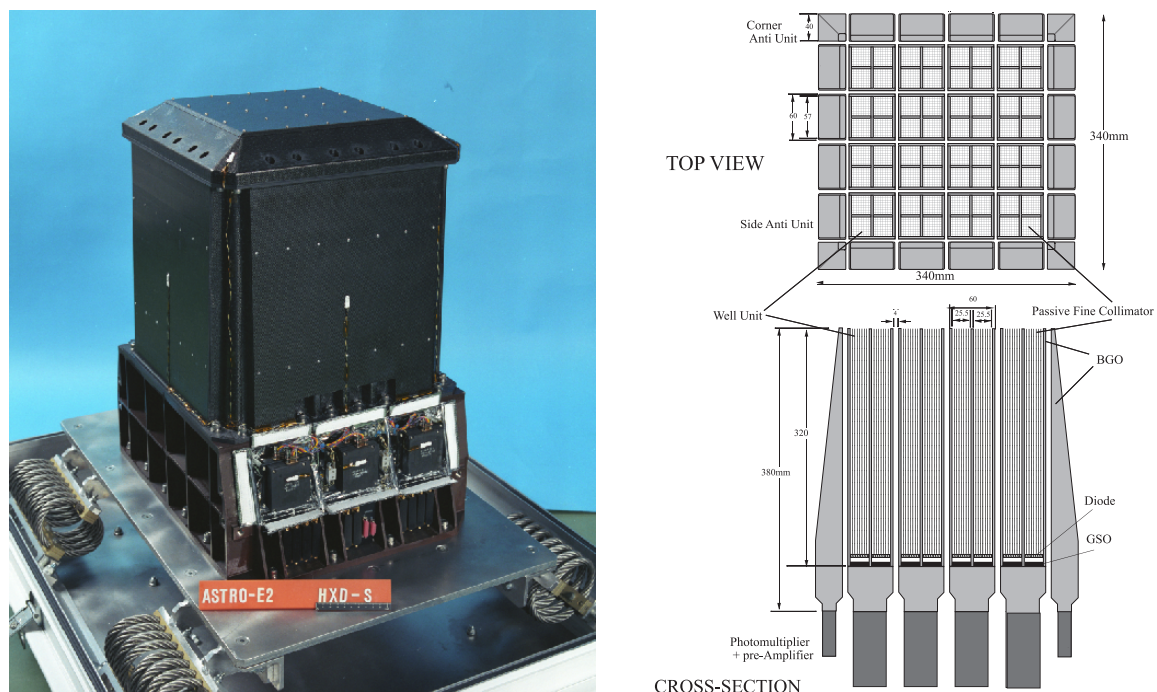 ASTRO-E2 HXD-S
Corner
Anti Unit
40
60
57
340mm
TOP VIEW
Side Anti Unit
340mm
Well Unit
4
60
25.5
25.5
Passive Fine Collimator
BGO
320
380mm
Diode
GSO
Photomultiplier
+ pre-Amplifier
CROSS-SECTION